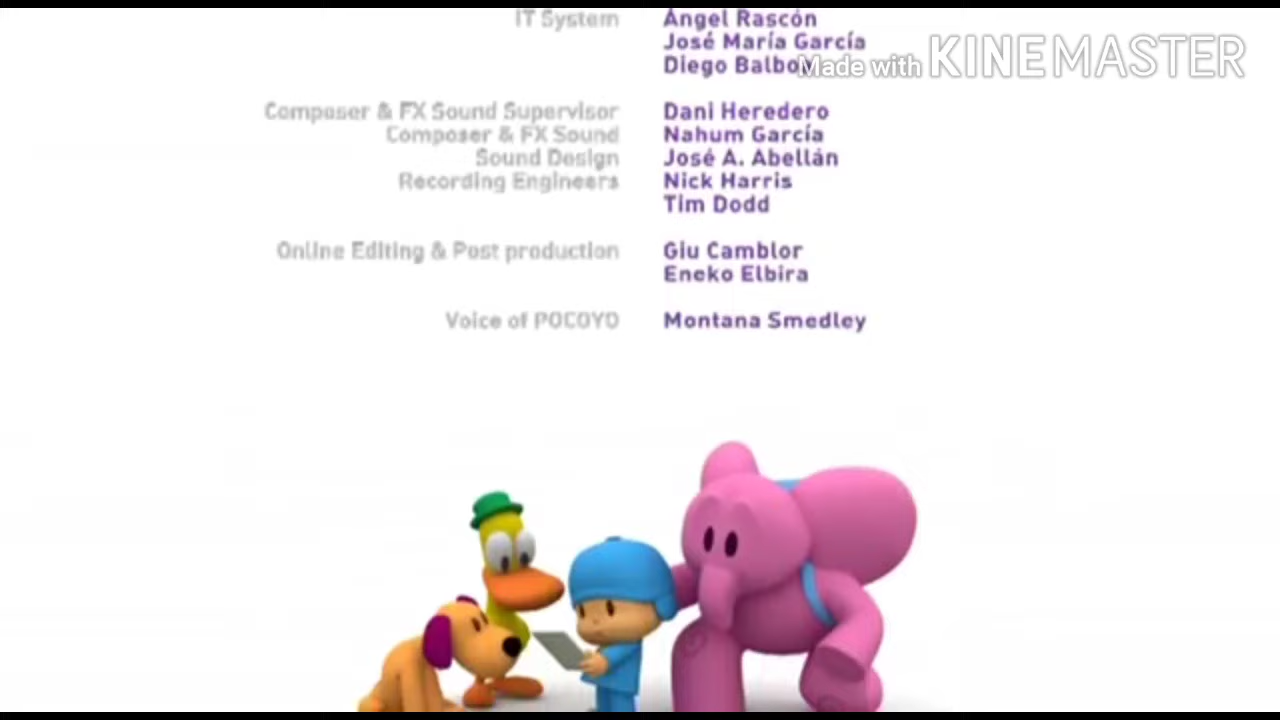 IT System Ángel Rascón
José María García
Diego Balboa
Made with KINEMASTER
Composer & FX Sound Supervisor Dani Heredero
Composer & FX Sound Nahum García
Sound Design José A. Abellán
Recording Engineers Nick Harris
Tim Dodd
Online Editing & Post production Giu Camblor
Eneko Elbira
Voice of POCOYO Montana Smedley